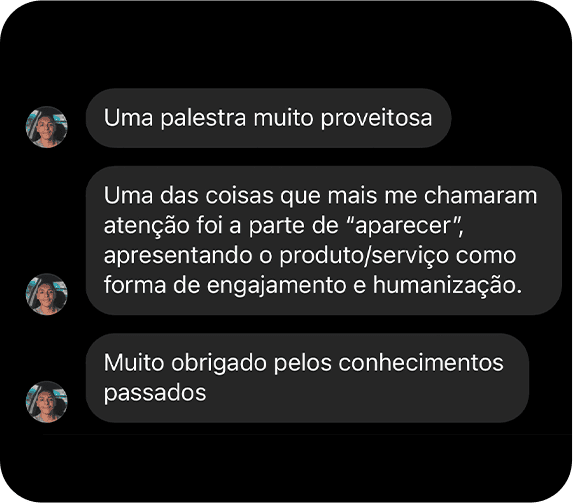 Uma palestra muito proveitosa
Uma das coisas que mais me chamaram
atenção foi a parte de “aparecer”,
apresentando o produto/serviço como
forma de engajamento e humanização.
Muito obrigado pelos conhecimentos
passados